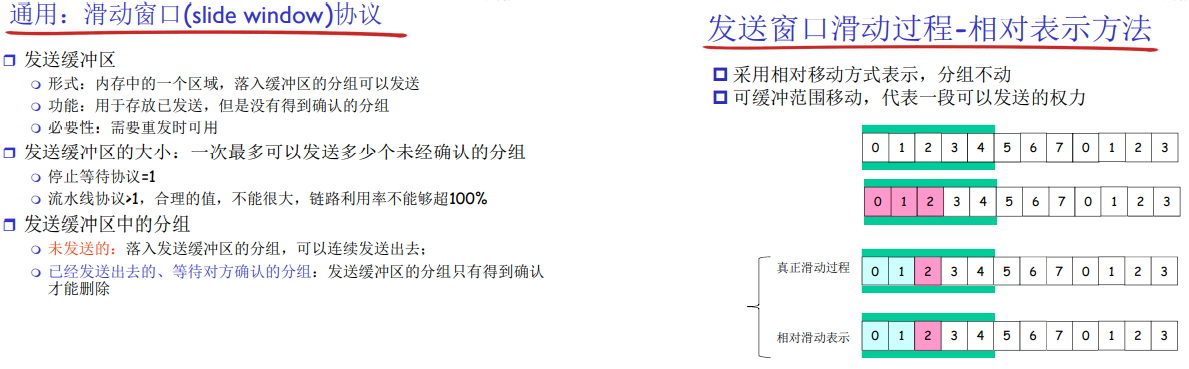 通用：滑动窗口(slide window)协议
发送缓冲区
形式：内存中的一个区域，落入缓冲区的分组可以发送
功能：用于存放已发送，但是没有得到确认的分组
必要性：需要重发时可用
发送缓冲区的大小：一次最多可以发送多少个未经确认的分组
停止等待协议=1
流水线协议>1，合理的值，不能很大，链路利用率不能够超100%
发送缓冲区中的分组
未发送的：落入发送缓冲区的分组，可以连续发送出去；
已经发送出去的、等待对方确认的分组：发送缓冲区的分组只有得到确认
才能删除
发送窗口滑动过程-相对表示方法
采用相对移动方式表示，分组不动
可缓冲范围移动，代表一段可以发送的权力
0 1 2 3 4 5 6 7 0 1 2 3
0 1 2 3 4 5 6 7 0 1 2 3
真正滑动过程 0 1 2 3 4 5 6 7 0 1 2 3
相对滑动表示 0 1 2 3 4 5 6 7 0 1 2 3